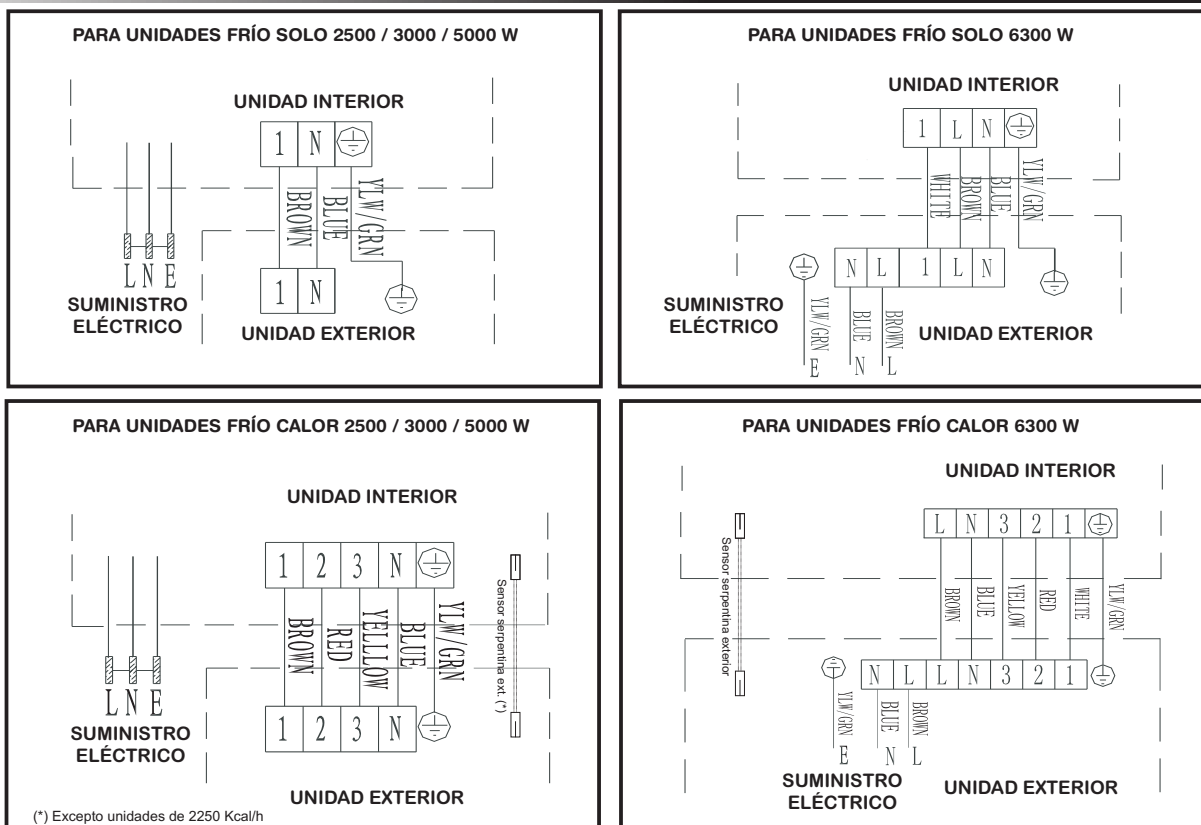 PARA UNIDADES FRÍO SOLO 2500 / 3000 / 5000 W
UNIDAD INTERIOR
1 N
BROWN
BLUE
YLW/GRN
L N E
1 N
SUMINISTRO
ELÉCTRICO
UNIDAD EXTERIOR
PARA UNIDADES FRÍO SOLO 6300 W
UNIDAD INTERIOR
1 L N
WHITE
BROWN
BLUE
YLW/GRN
N L 1 L N
SUMINISTRO
ELÉCTRICO
YLW/GRN
BLUE
BROWN
UNIDAD EXTERIOR
E N L
PARA UNIDADES FRÍO CALOR 2500 / 3000 / 5000 W
UNIDAD INTERIOR
1 2 3 N
BROWN
RED
YELLLOW
BLUE
YLW/GRN
Sensor serpentina ext. (*)
L N E
1 2 3 N
SUMINISTRO
ELÉCTRICO
UNIDAD EXTERIOR
(*) Excepto unidades de 2250 Kcal/h
PARA UNIDADES FRÍO CALOR 6300 W
UNIDAD INTERIOR
L N 3 2 1
Sensor serpentina exterior
BROWN
BLUE
YELLOW
RED
WHITE
YLW/GRN
N L L N 3 2 1
YLW/GRN
BLUE
BROWN
E N L
SUMINISTRO
ELÉCTRICO
UNIDAD EXTERIOR